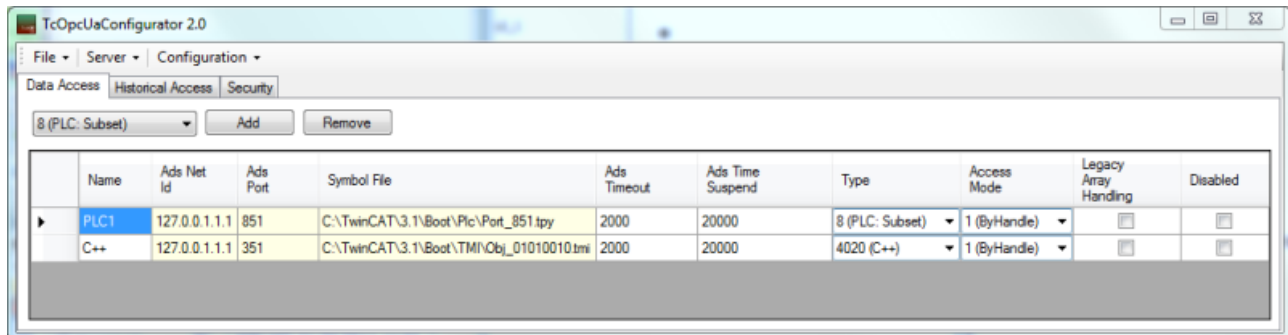 TcOpcUaConfigurator 2.0
File Server Configuration
Data Access Historical Access Security
8 (PLC: Subset) Add Remove
Name Ads Net Id Ads Port Symbol File Ads Timeout Ads Time Suspend Type Access Mode Legacy Array Handling Disabled
PLC1 127.0.0.1.1.1 851 C:\TwinCAT\3.1\Boot\Plc\Port_851.tpy 2000 20000 8 (PLC: Subset) 1 (ByHandle)
C++ 127.0.0.1.1.1 351 C:\TwinCAT\3.1\Boot\TMI\Obj_01010010.tmi 2000 20000 4020 (C++) 1 (ByHandle)